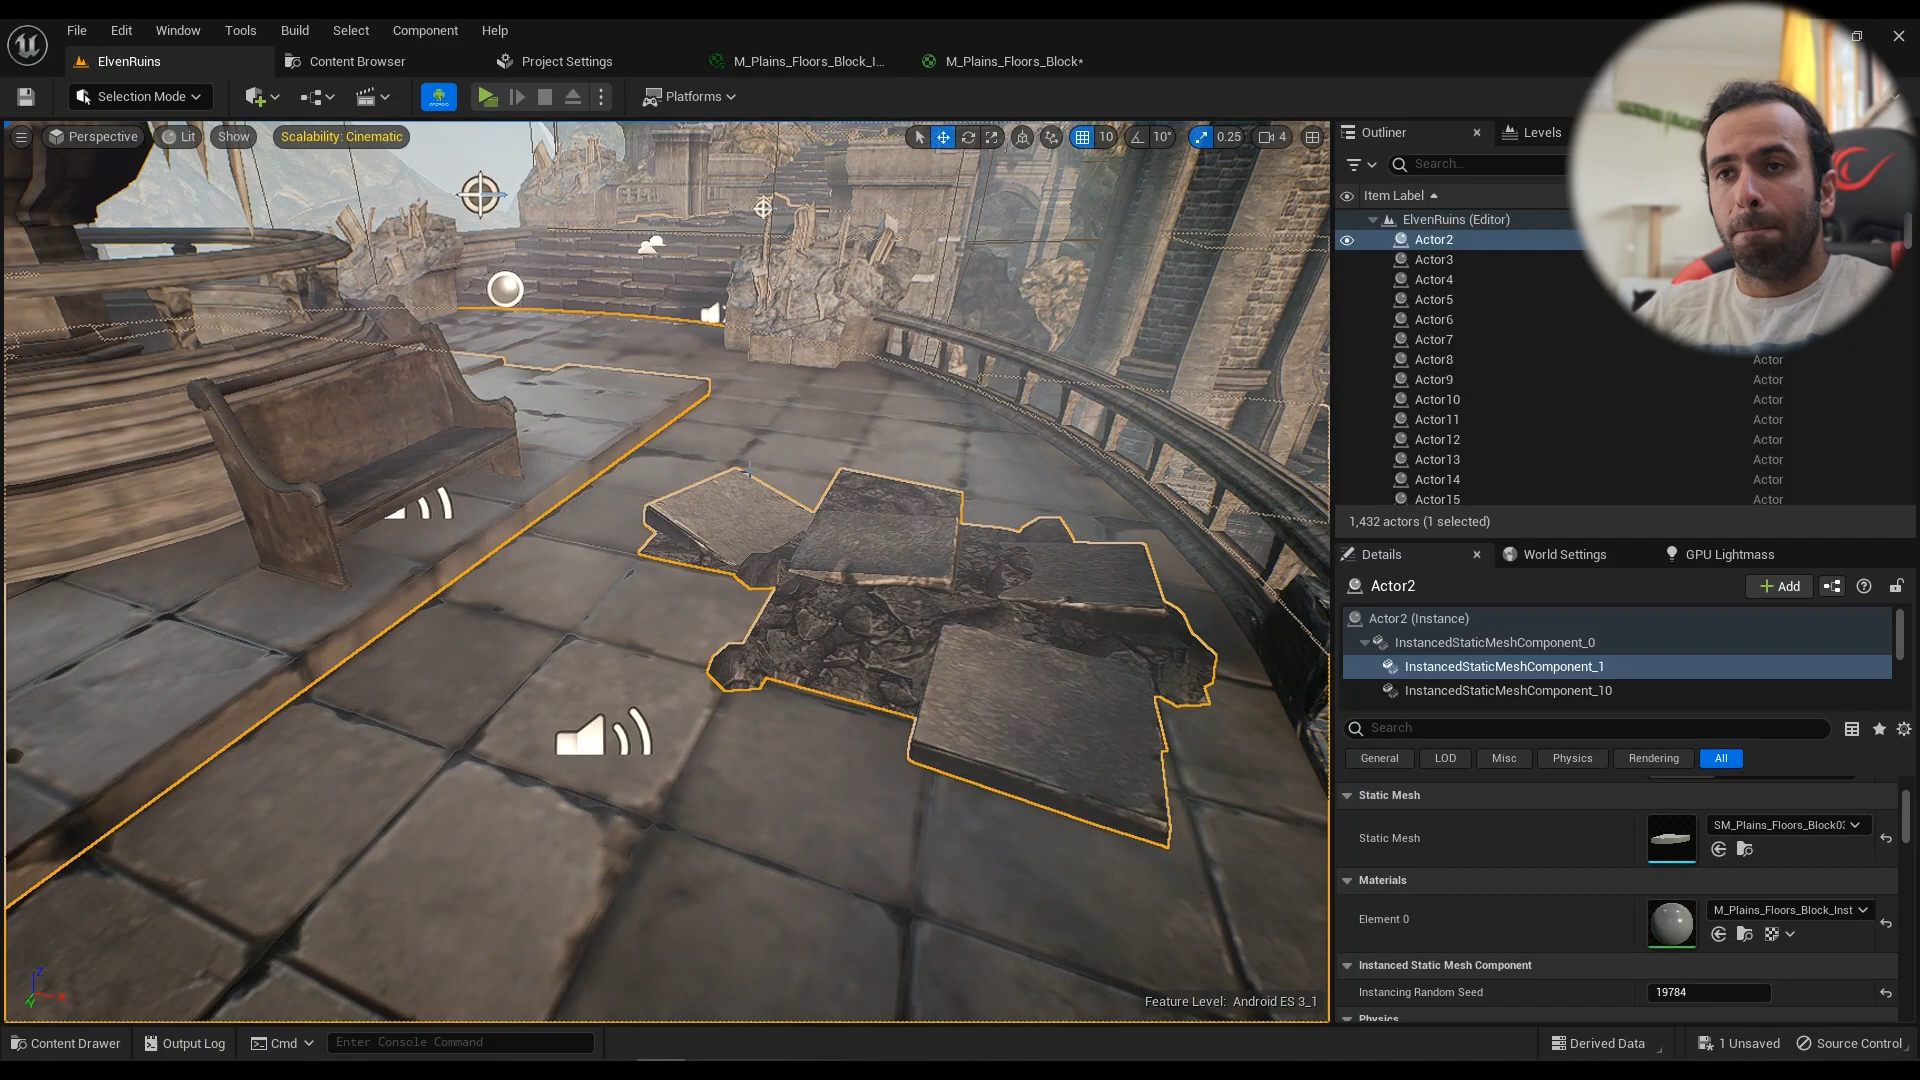 File Edit Window Tools Build Select Component Help
ElvenRuins Content Browser Project Settings M_Plains_Floors_Block_I... M_Plains_Floors_Block*
Selection Mode Platforms
Perspective Lit Show Scalability: Cinematic 10 10° 0.25 4
Feature Level: Android ES 3_1
Z
X
Y
Outliner Levels
Search...
Item Label
ElvenRuins (Editor)
Actor2
Actor3
Actor4
Actor5
Actor6
Actor7
Actor8 Actor
Actor9 Actor
Actor10 Actor
Actor11 Actor
Actor12 Actor
Actor13 Actor
Actor14 Actor
Actor15 Actor
1,432 actors (1 selected)
Details World Settings GPU Lightmass
Actor2 Add
Actor2 (Instance)
InstancedStaticMeshComponent_0
InstancedStaticMeshComponent_1
InstancedStaticMeshComponent_10
Search
General LOD Misc Physics Rendering All
Static Mesh
Static Mesh SM_Plains_Floors_Block03
Materials
Element 0 M_Plains_Floors_Block_Inst
Instanced Static Mesh Component
Instancing Random Seed 19784
Physics
Content Drawer Output Log Cmd Enter Console Command Derived Data 1 Unsaved Source Control